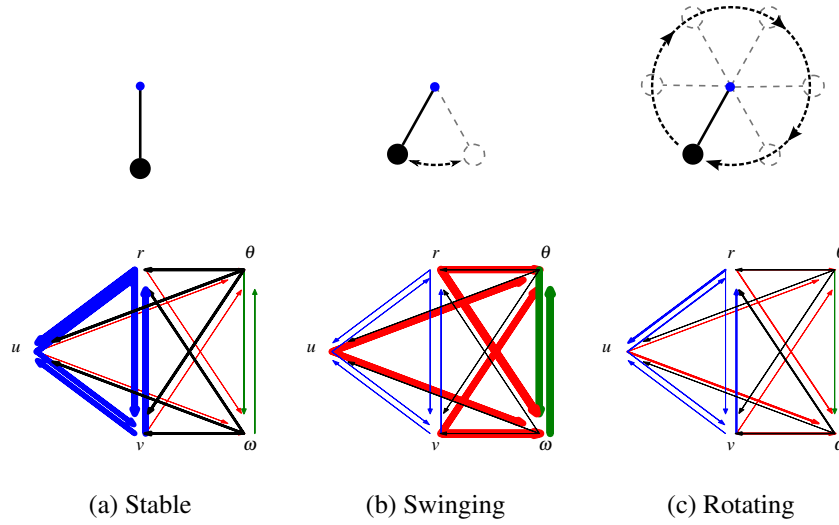 r θ r θ r θ
u u u
v ω v ω v ω
(a) Stable (b) Swinging (c) Rotating